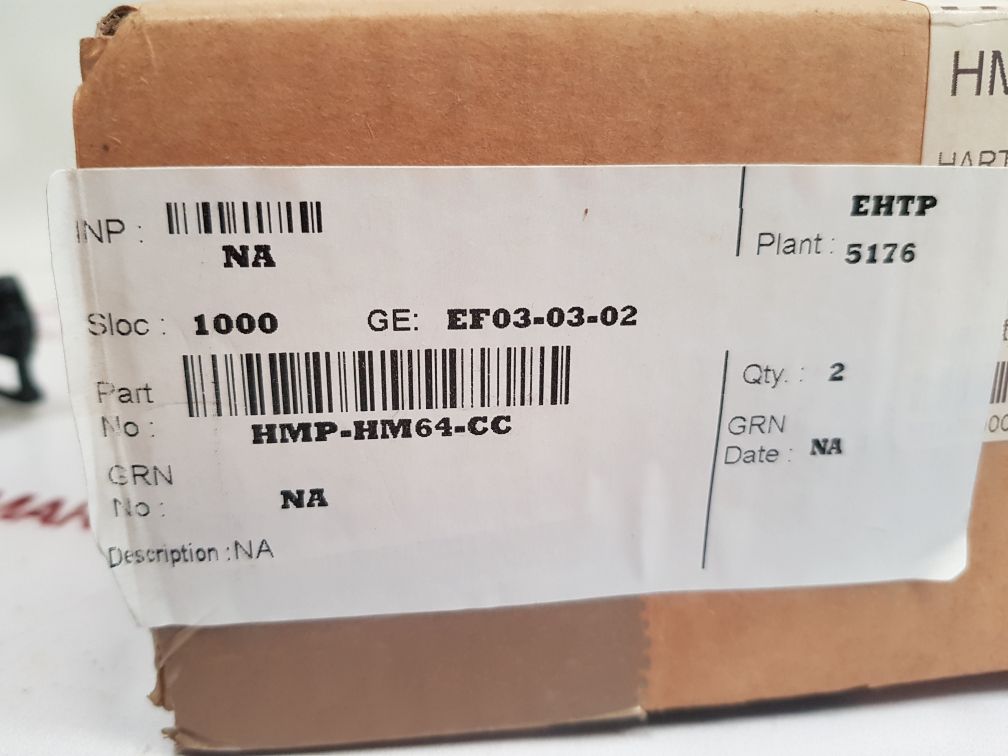 HM
HART
INP :
NA
EHTP
Plant : 5176
Sloc : 1000 GE: EF03-03-02
Part
No :
HMP-HM64-CC
Qty. : 2
GRN
Date : NA
GRN
No :
NA
Description :NA